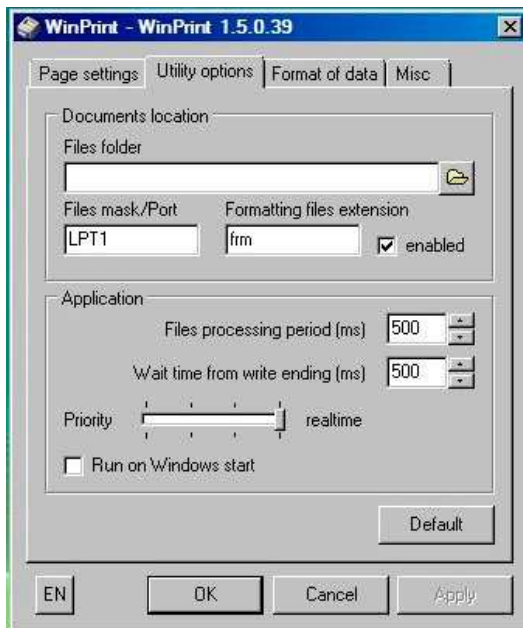 WinPrint - WinPrint 1.5.0.39
Page settings Utility options Format of data Misc
Documents location
Files folder
Files mask/Port Formatting files extension
LPT1 frm enabled
Application
Files processing period (ms) 500
Wait time from write ending (ms) 500
Priority realtime
Run on Windows start
Default
EN OK Cancel Apply